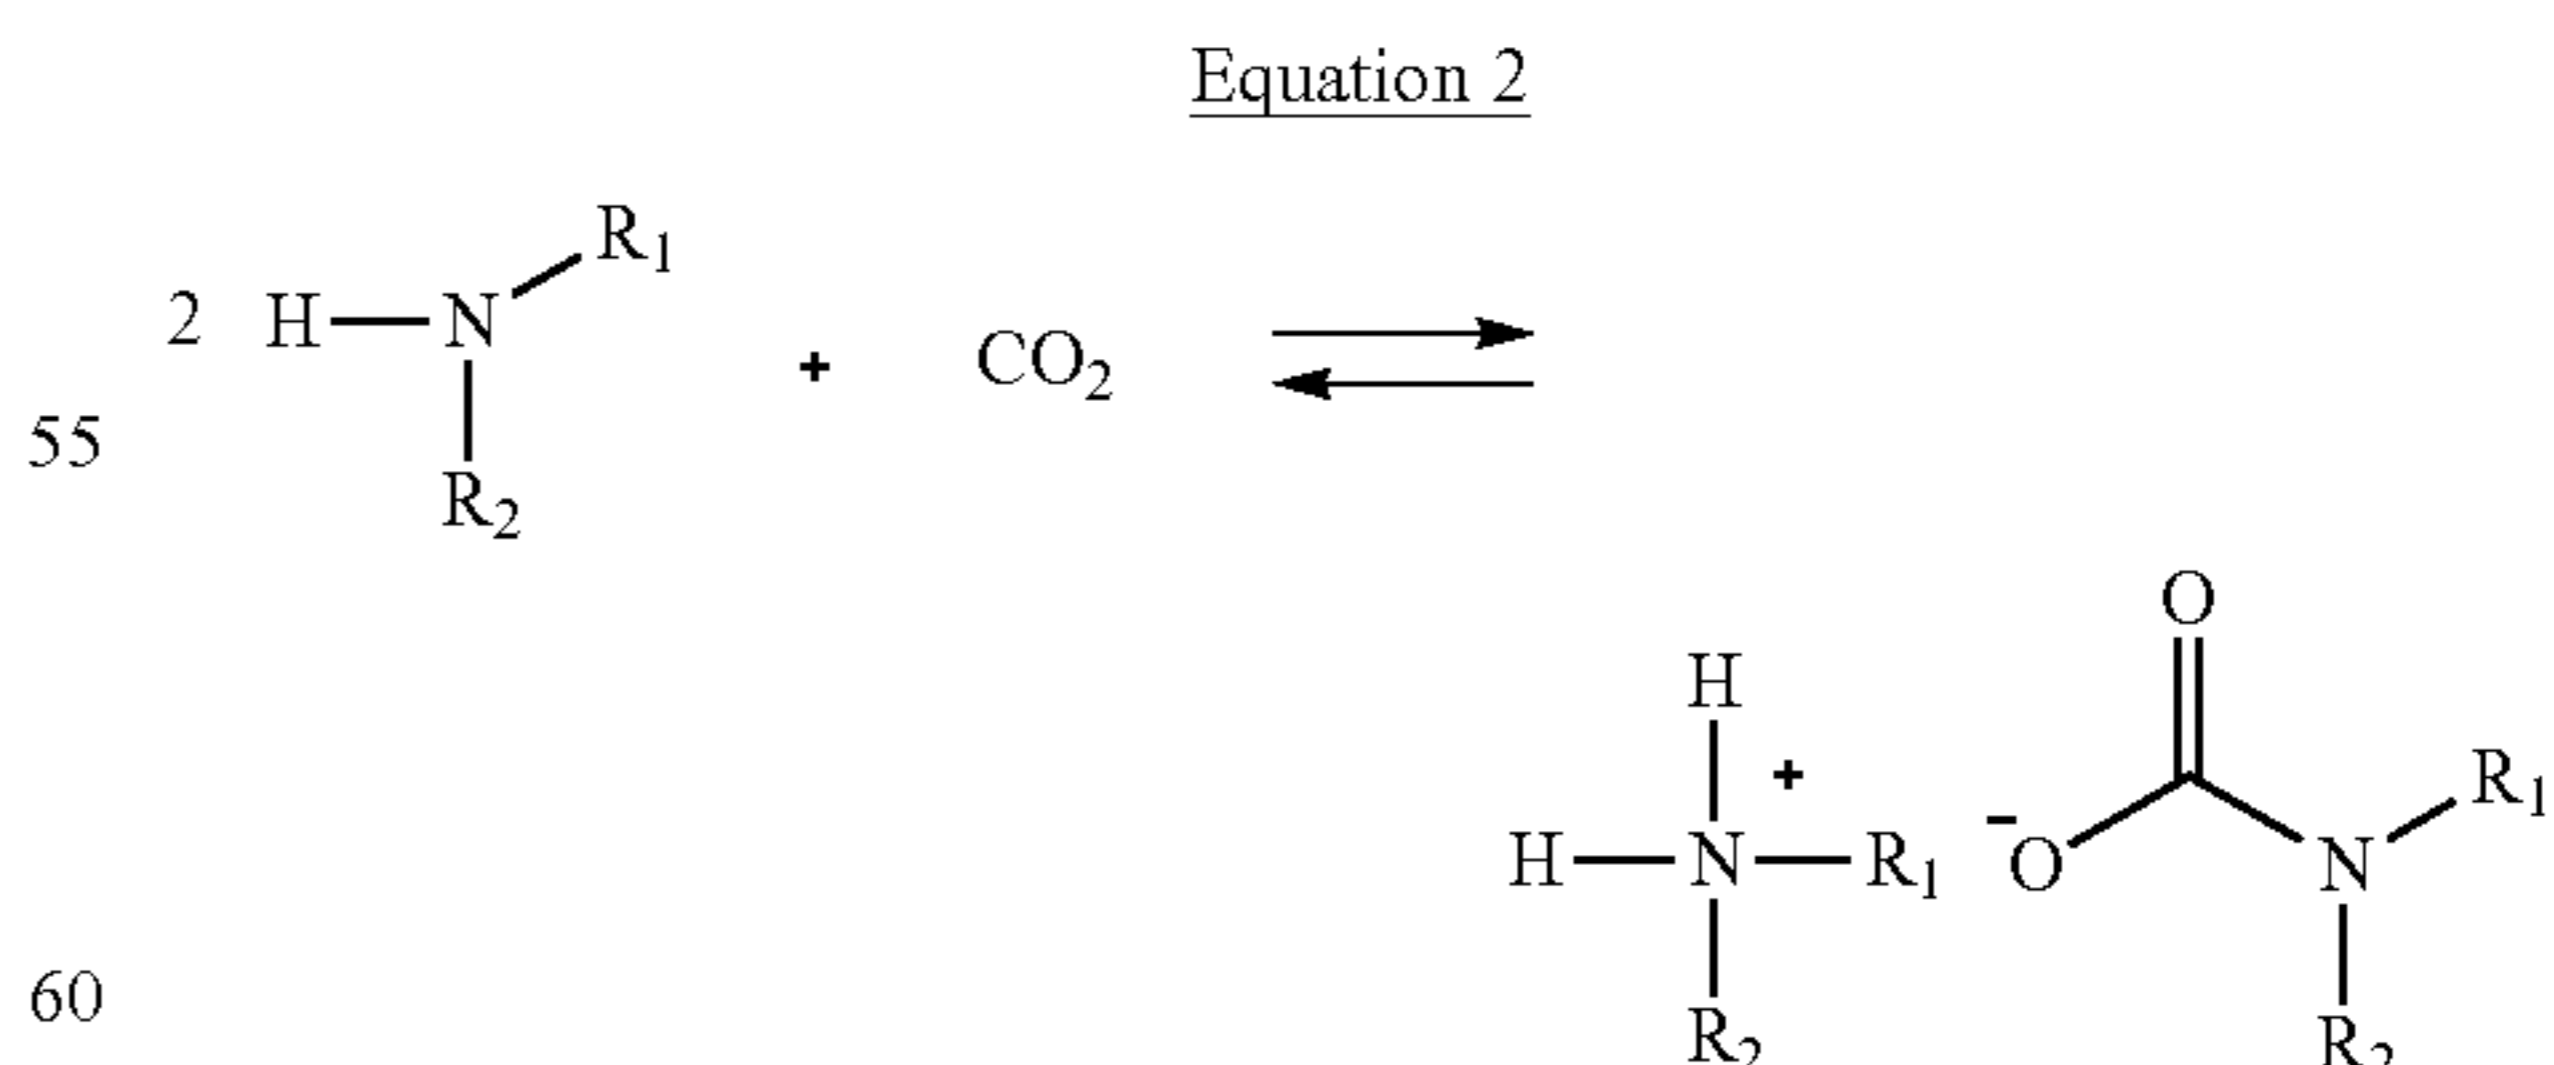 Equation 2
R₁
2 H—N + CO₂ ⇌
55
R₂
O
H
+ R₁
H—N—R₁ ⁻O N
60
R₂ R₂